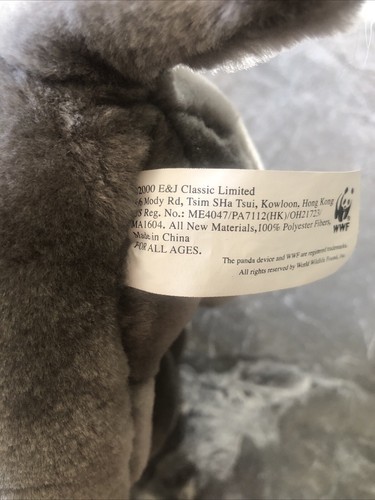 2000 E&J Classic Limited
6 Mody Rd, Tsim SHa Tsui, Kowloon, Hong Kong
S Reg. No.: ME4047/PA7112(HK)/OH21723/
MA1604. All New Materials,100% Polyester Fibers,
Made in China
FOR ALL AGES.
WWF
The panda device and WWF are registered trademarks.
All rights reserved by World Wildlife Fund, Inc.